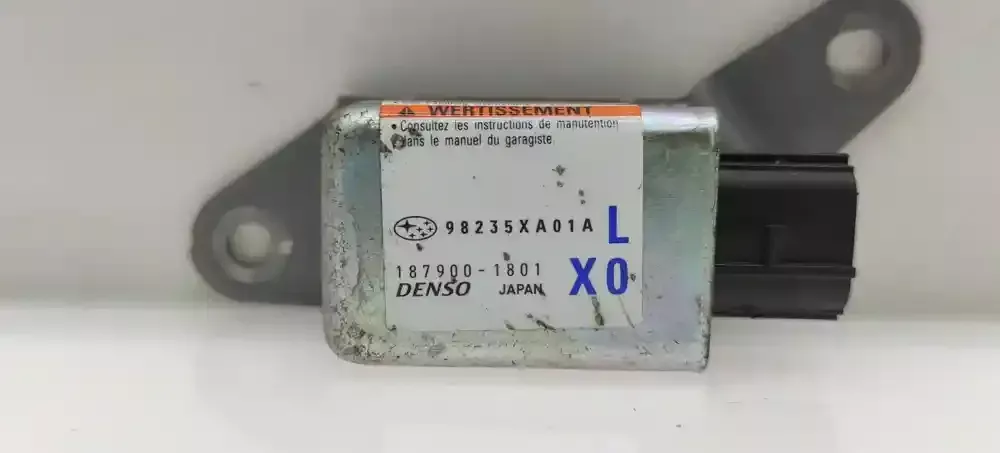 WERTISSEMENT
• Consultez les instructions de manutention
dans le manuel du garagiste.
98235XA01A L
187900-1801 X0
DENSO JAPAN